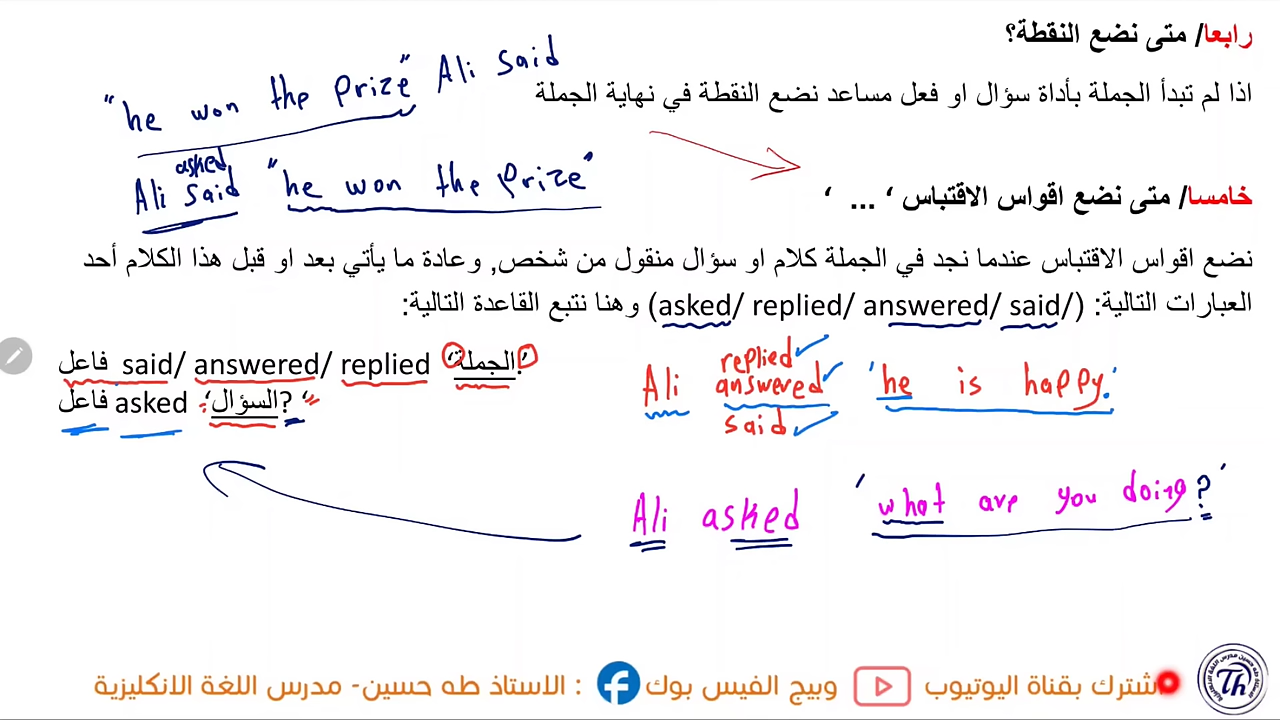 رابعا/ متى نضع النقطة؟
"he won the prize" Ali said
اذا لم تبدأ الجملة بأداة سؤال او فعل مساعد نضع النقطة في نهاية الجملة
asked
Ali said "he won the prize"
خامسا/ متى نضع اقواس الاقتباس ‘ ... ‘
نضع اقواس الاقتباس عندما نجد في الجملة كلام او سؤال منقول من شخص, وعادة ما يأتي بعد او قبل هذا الكلام أحد
العبارات التالية: (/asked/ replied/ answered/ said) وهنا نتبع القاعدة التالية:
فاعل said/ answered/ replied ‘الجملة.’
فاعل asked ‘السؤال?‘
replied
Ali answered 'he is happy.'
said
Ali asked 'what are you doing?'
اشترك بقناة اليوتيوب وبيج الفيس بوك : الاستاذ طه حسين- مدرس اللغة الانكليزية
Th